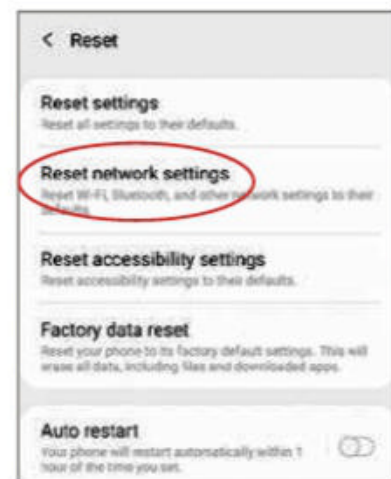 < Reset
Reset settings
Reset all settings to their defaults.
Reset network settings
Reset Wi-Fi, Bluetooth, and other network settings to their
defaults.
Reset accessibility settings
Reset accessibility settings to their defaults.
Factory data reset
Reset your phone to its factory default settings. This will
erase all data, including files and downloaded apps.
Auto restart
Your phone will restart automatically within 1
hour of the time you set.